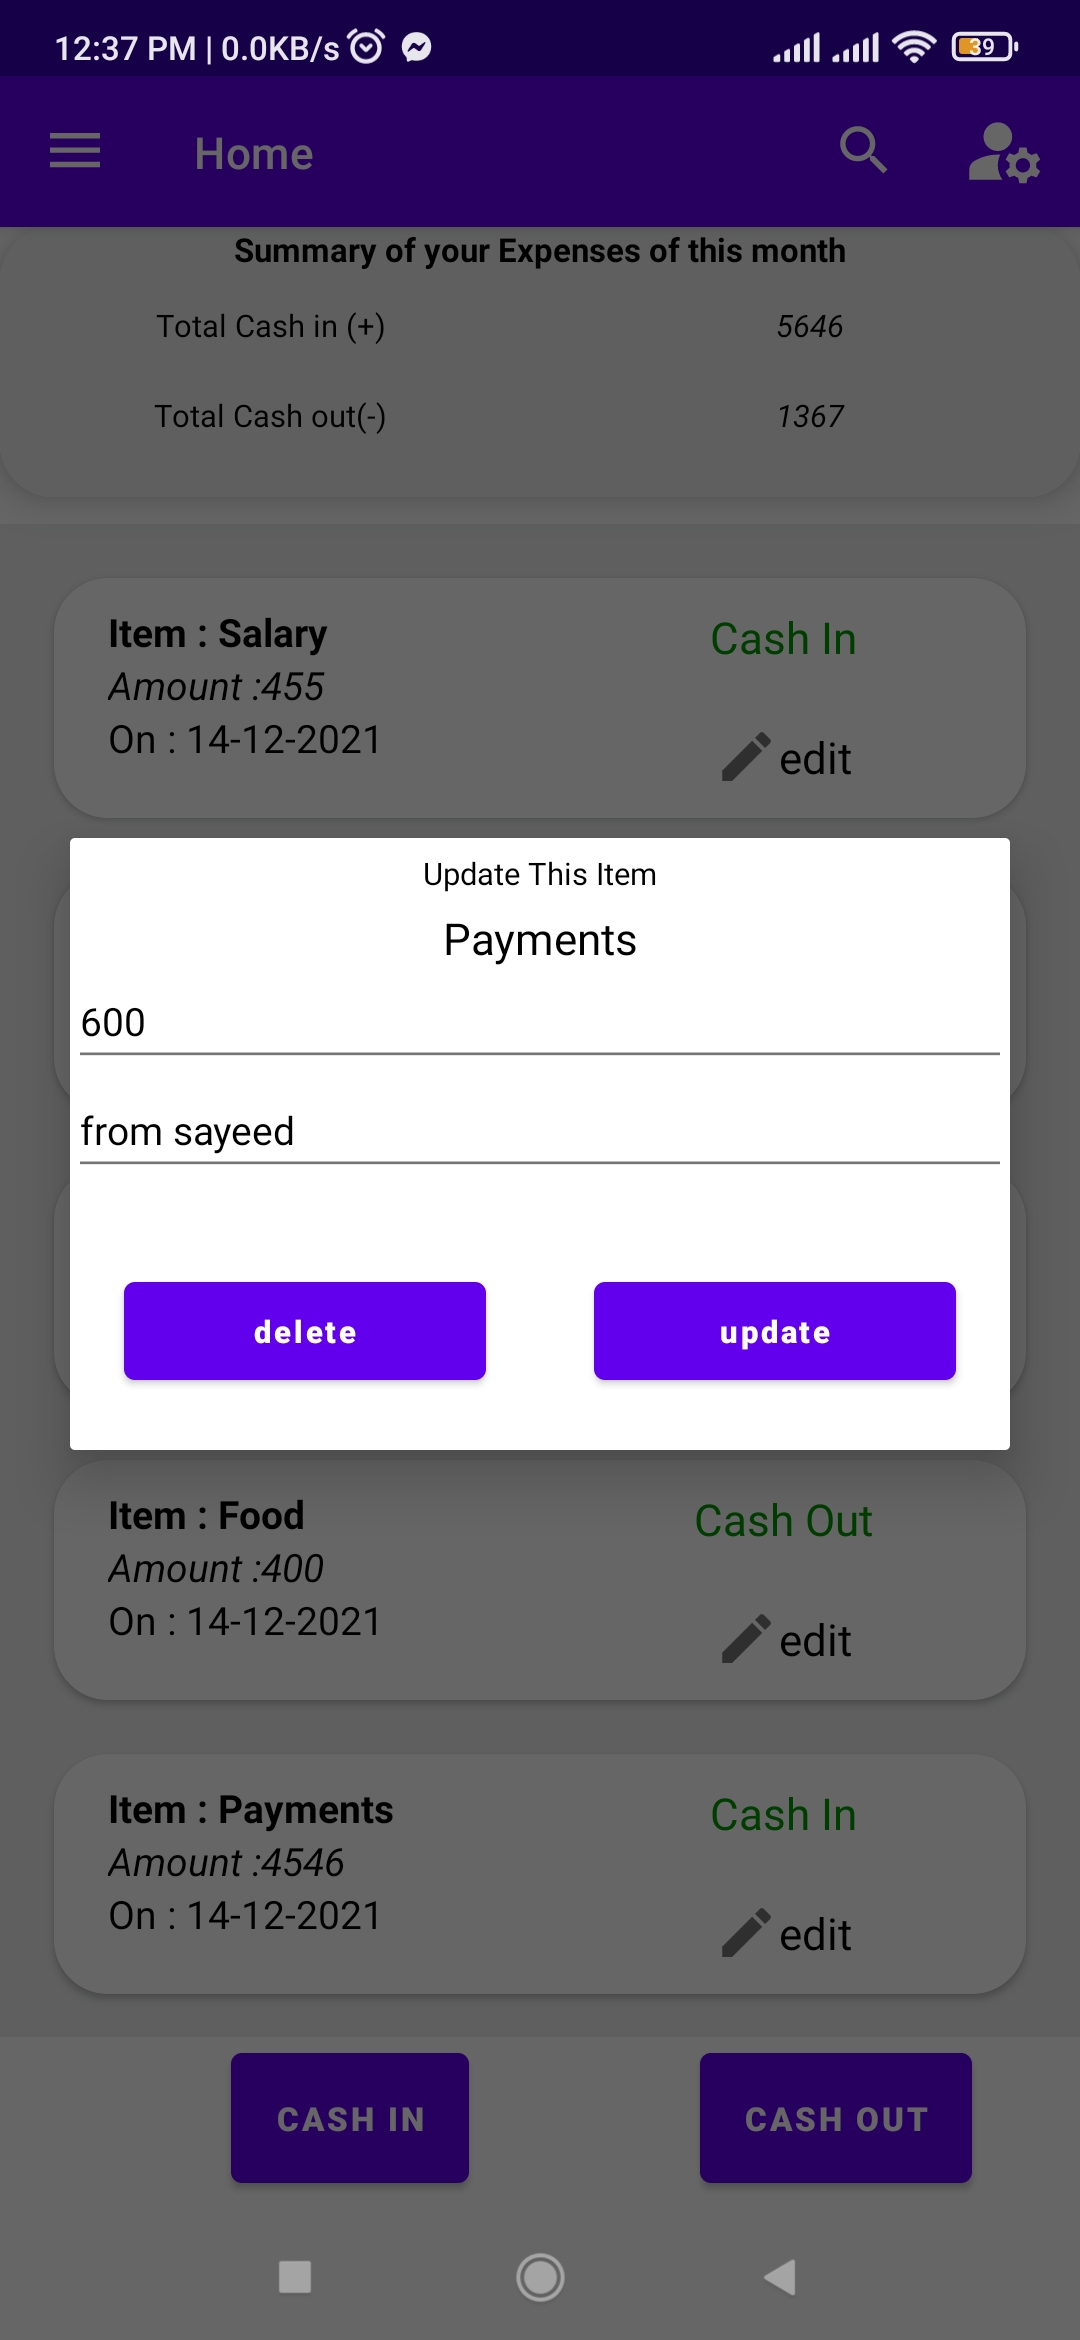 12:37 PM | 0.0KB/s
39
Home
Summary of your Expenses of this month
Total Cash in (+) 5646
Total Cash out(-) 1367
Item : Salary
Cash In
Amount :455
On : 14-12-2021
edit
Update This Item
Payments
600
from sayeed
delete
update
Item : Food
Cash Out
Amount :400
On : 14-12-2021
edit
Item : Payments
Cash In
Amount :4546
On : 14-12-2021
edit
CASH IN
CASH OUT